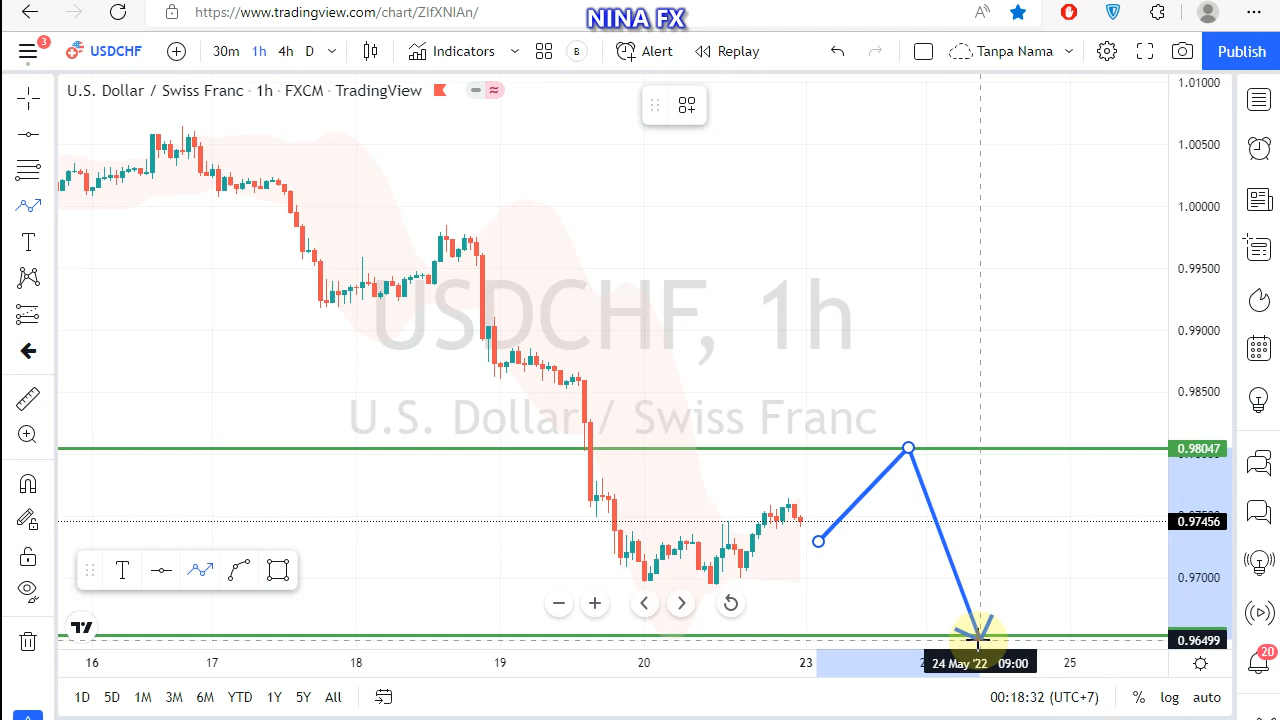 https://www.tradingview.com/chart/ZIfXNIAn/
NINA FX
3
USDCHF
30m 1h 4h D
Indicators
B
Alert
Replay
Tanpa Nama
Publish
U.S. Dollar / Swiss Franc · 1h · FXCM · TradingView
USDCHF, 1h
U.S. Dollar / Swiss Franc
1.01000
1.00500
1.00000
0.99500
0.99000
0.98500
0.98047
0.97456
0.97000
0.96499
T
T
16 17 18 19 20 23 25
24 May '22 09:00
20
1D 5D 1M 3M 6M YTD 1Y 5Y All
00:18:32 (UTC+7)
% log auto